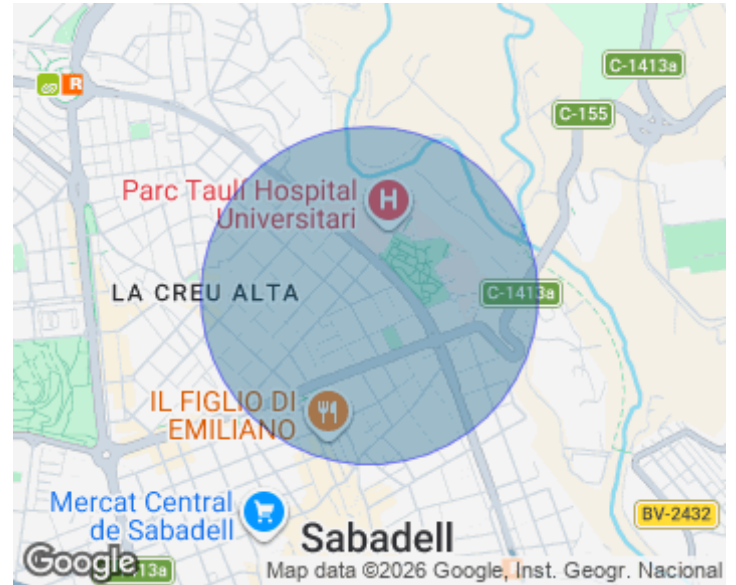 C-1413a
R
C-155
Parc Taulí Hospital
Universitari
H
LA CREU ALTA
C-1413a
IL FIGLIO DI
EMILIANO
Mercat Central
de Sabadell
Sabadell
BV-2432
Google
13a
Map data ©2026 Google, Inst. Geogr. Nacional